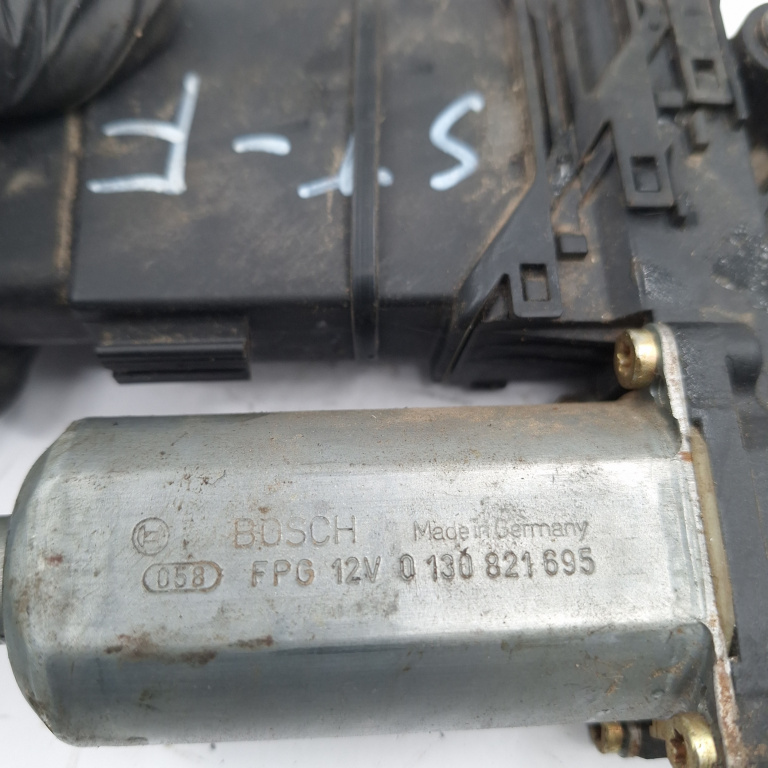 BOSCH Made in Germany
058 FPG 12V 0 130 821 695